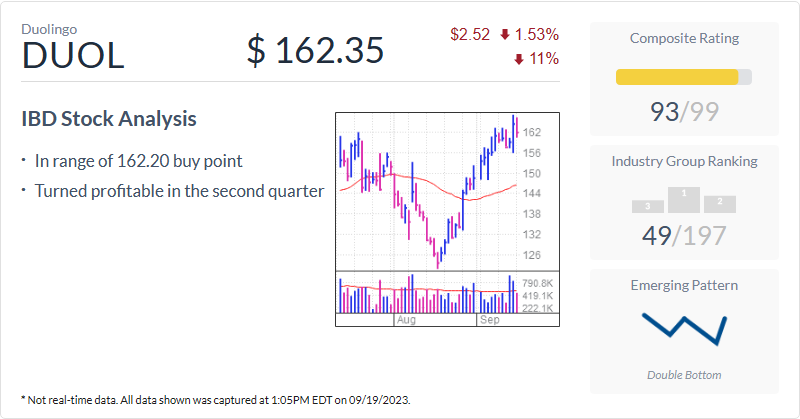 Duolingo
DUOL
$ 162.35
$2.52 1.53%
11%
IBD Stock Analysis
· In range of 162.20 buy point
· Turned profitable in the second quarter
162
156
150
144
138
132
126
790.8K
419.1K
222.1K
Aug
Sep
Composite Rating
93/99
Industry Group Ranking
3 1 2
49/197
Emerging Pattern
Double Bottom
* Not real-time data. All data shown was captured at 1:05PM EDT on 09/19/2023.